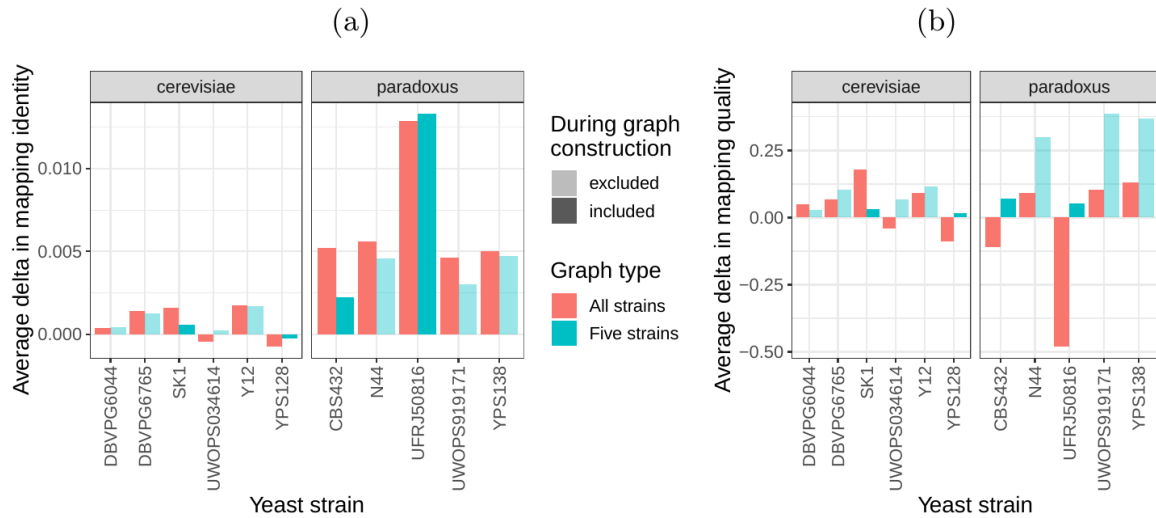 (a)
cerevisiae
paradoxus
Average delta in mapping identity
0.010
0.005
0.000
DBVPG6044
DBVPG6765
SK1
UWOPS034614
Y12
YPS128
CBS432
N44
UFRJ50816
UWOPS919171
YPS138
Yeast strain
During graph
construction
excluded
included
Graph type
All strains
Five strains
(b)
cerevisiae
paradoxus
Average delta in mapping quality
0.25
0.00
−0.25
−0.50
DBVPG6044
DBVPG6765
SK1
UWOPS034614
Y12
YPS128
CBS432
N44
UFRJ50816
UWOPS919171
YPS138
Yeast strain